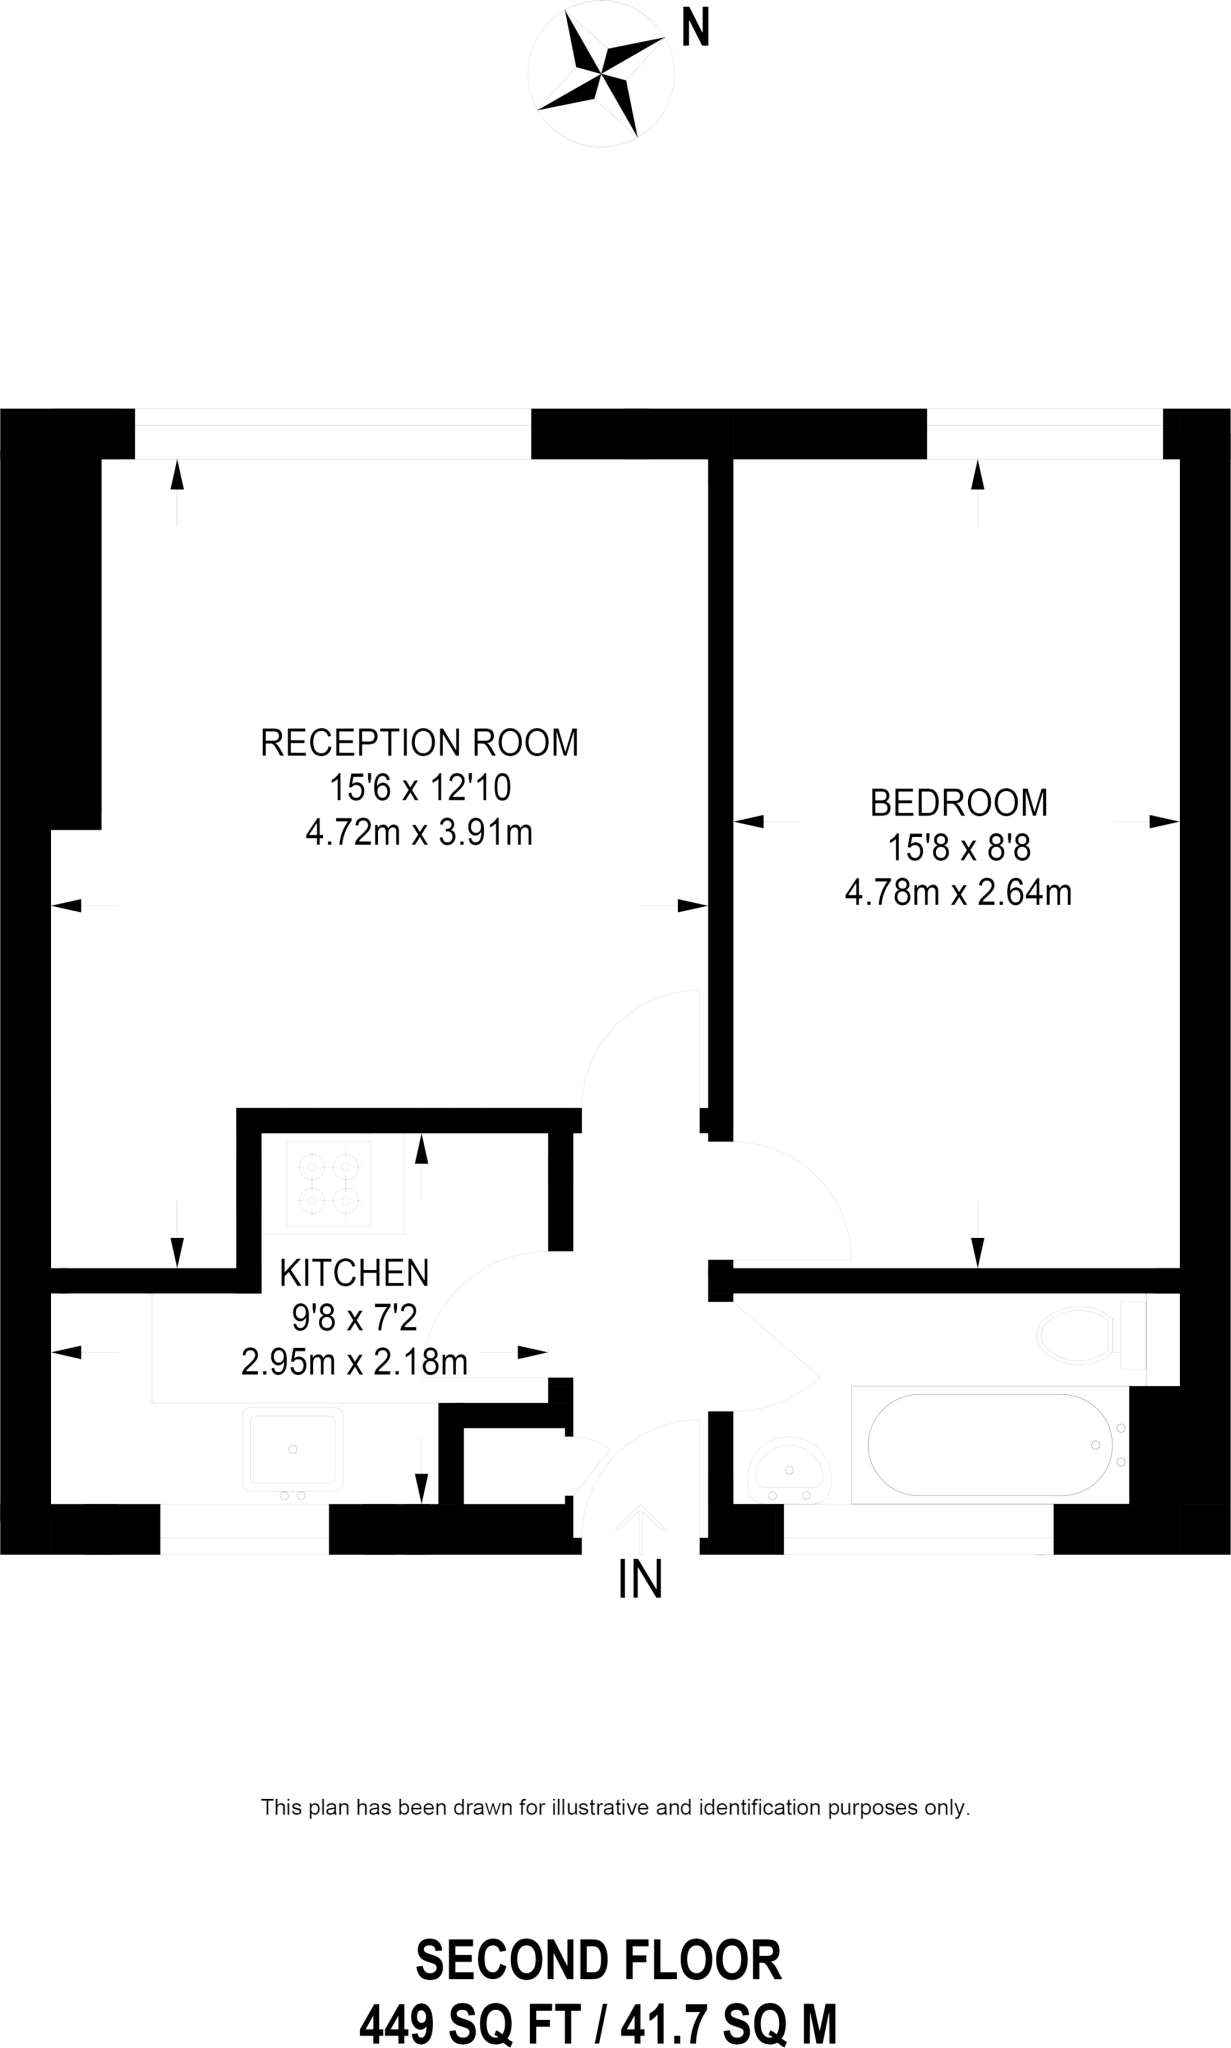 N
RECEPTION ROOM
15'6 x 12'10
4.72m x 3.91m
BEDROOM
15'8 x 8'8
4.78m x 2.64m
KITCHEN
9'8 x 7'2
2.95m x 2.18m
IN
This plan has been drawn for illustrative and identification purposes only.
SECOND FLOOR
449 SQ FT / 41.7 SQ M